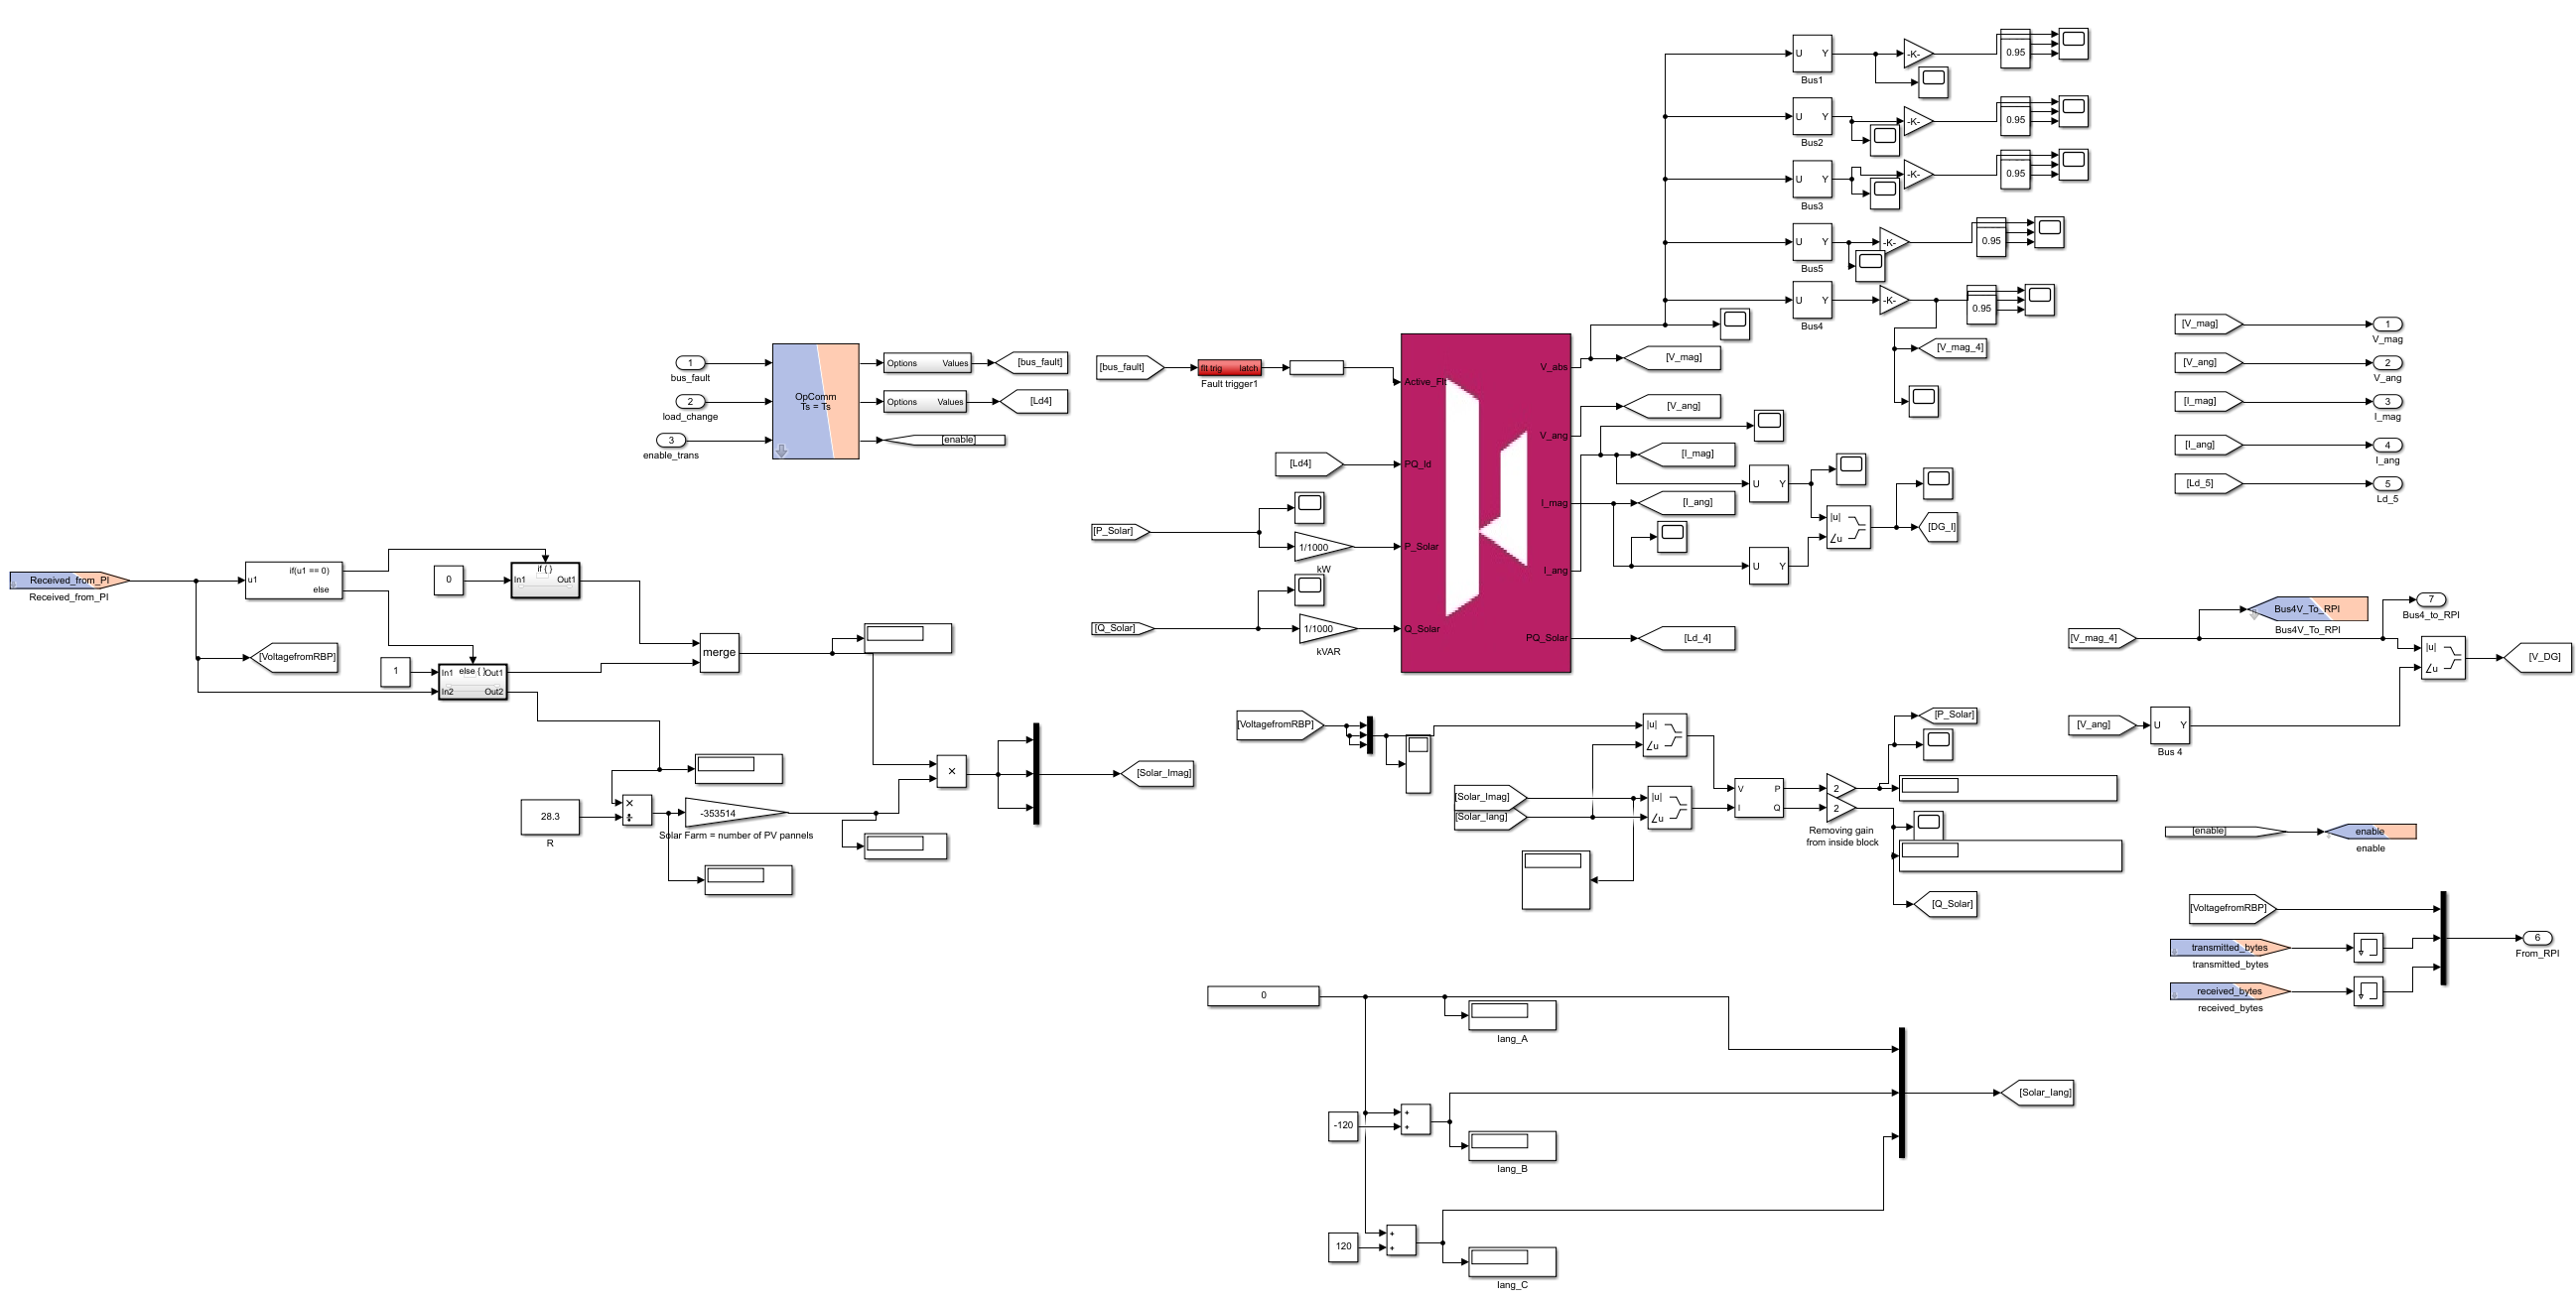 U Y
Bus1
-K-
0.95
U Y
Bus2
-K-
0.95
U Y
Bus3
-K-
0.95
U Y
Bus5
-K-
0.95
U Y
Bus4
-K-
0.95
[V_mag_4]
1
bus_fault
2
load_change
3
enable_trans
OpComm
Ts = Ts
Options Values
[bus_fault]
Options Values
[Ld4]
[enable]
[bus_fault]
flt trig latch
Fault trigger1
[Ld4]
[P_Solar]
1/1000
kW
[Q_Solar]
1/1000
kVAR
Active_Flt
PQ_ld
P_Solar
Q_Solar
V_abs
V_ang
I_mag
I_ang
PQ_Solar
[V_mag]
[V_ang]
[I_mag]
[I_ang]
[Ld_4]
U Y
U Y
|u|
∠u
[DG_I]
[V_mag]
1
V_mag
[V_ang]
2
V_ang
[I_mag]
3
I_mag
[I_ang]
4
I_ang
[Ld_5]
5
Ld_5
Received_from_PI
Received_from_PI
u1
if(u1 == 0)
else
0
if { }
In1 Out1
[VoltagefromRBP]
1
else { }
In1 Out1
In2 Out2
merge
28.3
R
×
÷
-353514
Solar Farm = number of PV pannels
×
[Solar_Imag]
[VoltagefromRBP]
|u|
∠u
[Solar_Imag]
[Solar_Iang]
|u|
∠u
V P
I Q
2
2
Removing gain
from inside block
[P_Solar]
[Q_Solar]
[V_mag_4]
Bus4V_To_RPI
Bus4V_To_RPI
7
Bus4_to_RPI
|u|
∠u
[V_DG]
[V_ang]
U Y
Bus 4
[enable]
enable
enable
[VoltagefromRBP]
transmitted_bytes
transmitted_bytes
received_bytes
received_bytes
6
From_RPI
0
Iang_A
-120
+
+
Iang_B
120
+
+
Iang_C
[Solar_Iang]